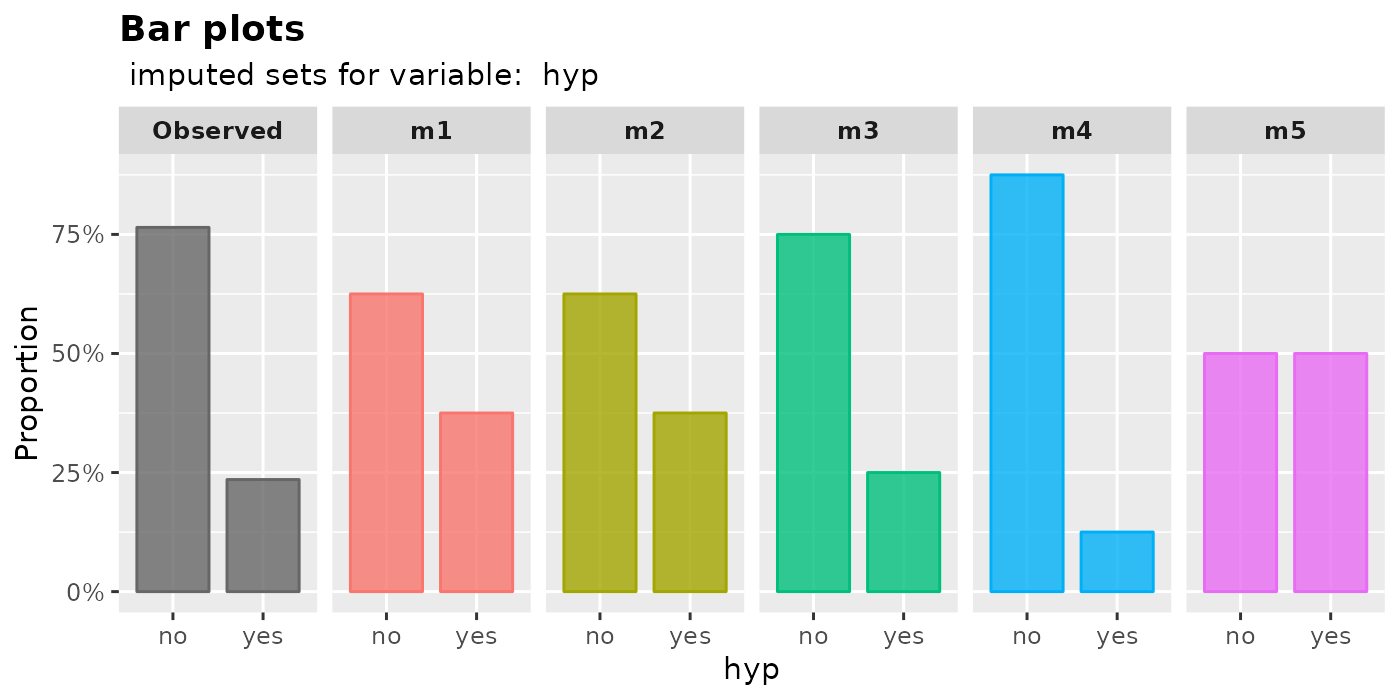 Bar plots
imputed sets for variable:  hyp
Observed m1 m2 m3 m4 m5
Proportion
75%
50%
25%
0%
no yes no yes no yes no yes no yes no yes
hyp